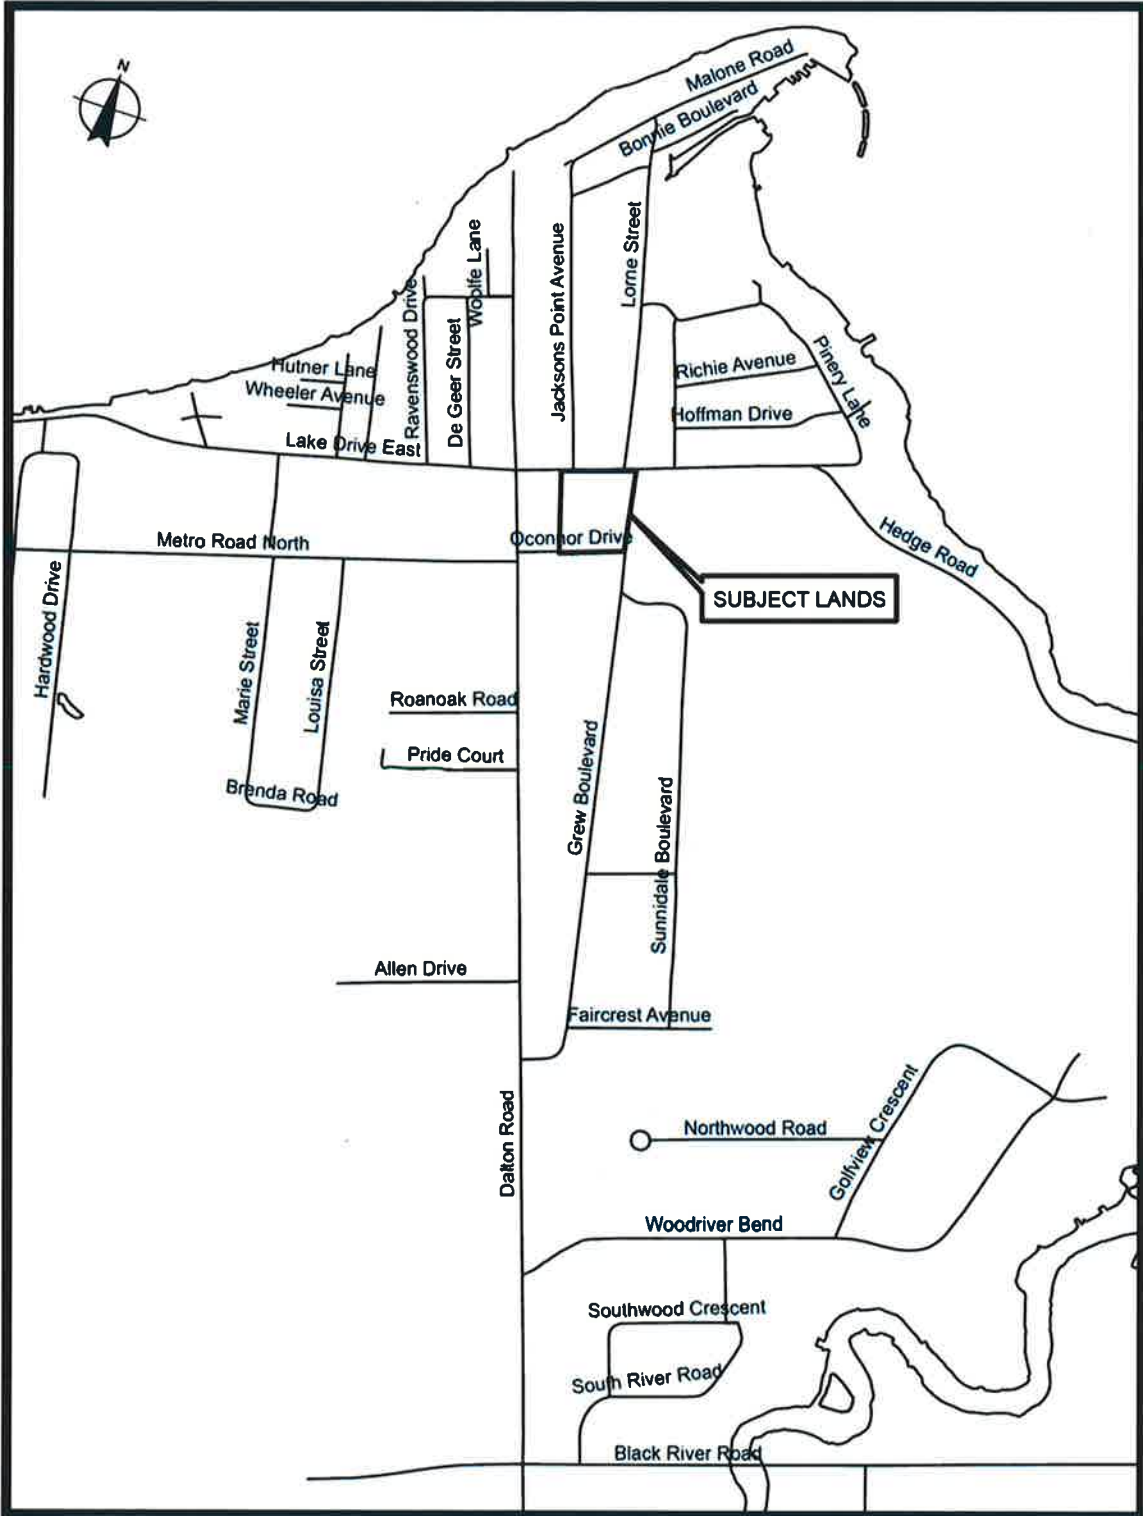 N
Malone Road
Bonnie Boulevard
Woolfe Lane
Jacksons Point Avenue
Lorne Street
Ravenswood Drive
De Geer Street
Hutner Lane
Wheeler Avenue
Richie Avenue
Pinery Lane
Hoffman Drive
Lake Drive East
Metro Road North
Oconnor Drive
Hedge Road
SUBJECT LANDS
Hardwood Drive
Marie Street
Louisa Street
Roanoak Road
Pride Court
Brenda Road
Grew Boulevard
Sunnidale Boulevard
Allen Drive
Faircrest Avenue
Dalton Road
Northwood Road
Golfview Crescent
Woodriver Bend
Southwood Crescent
South River Road
Black River Road